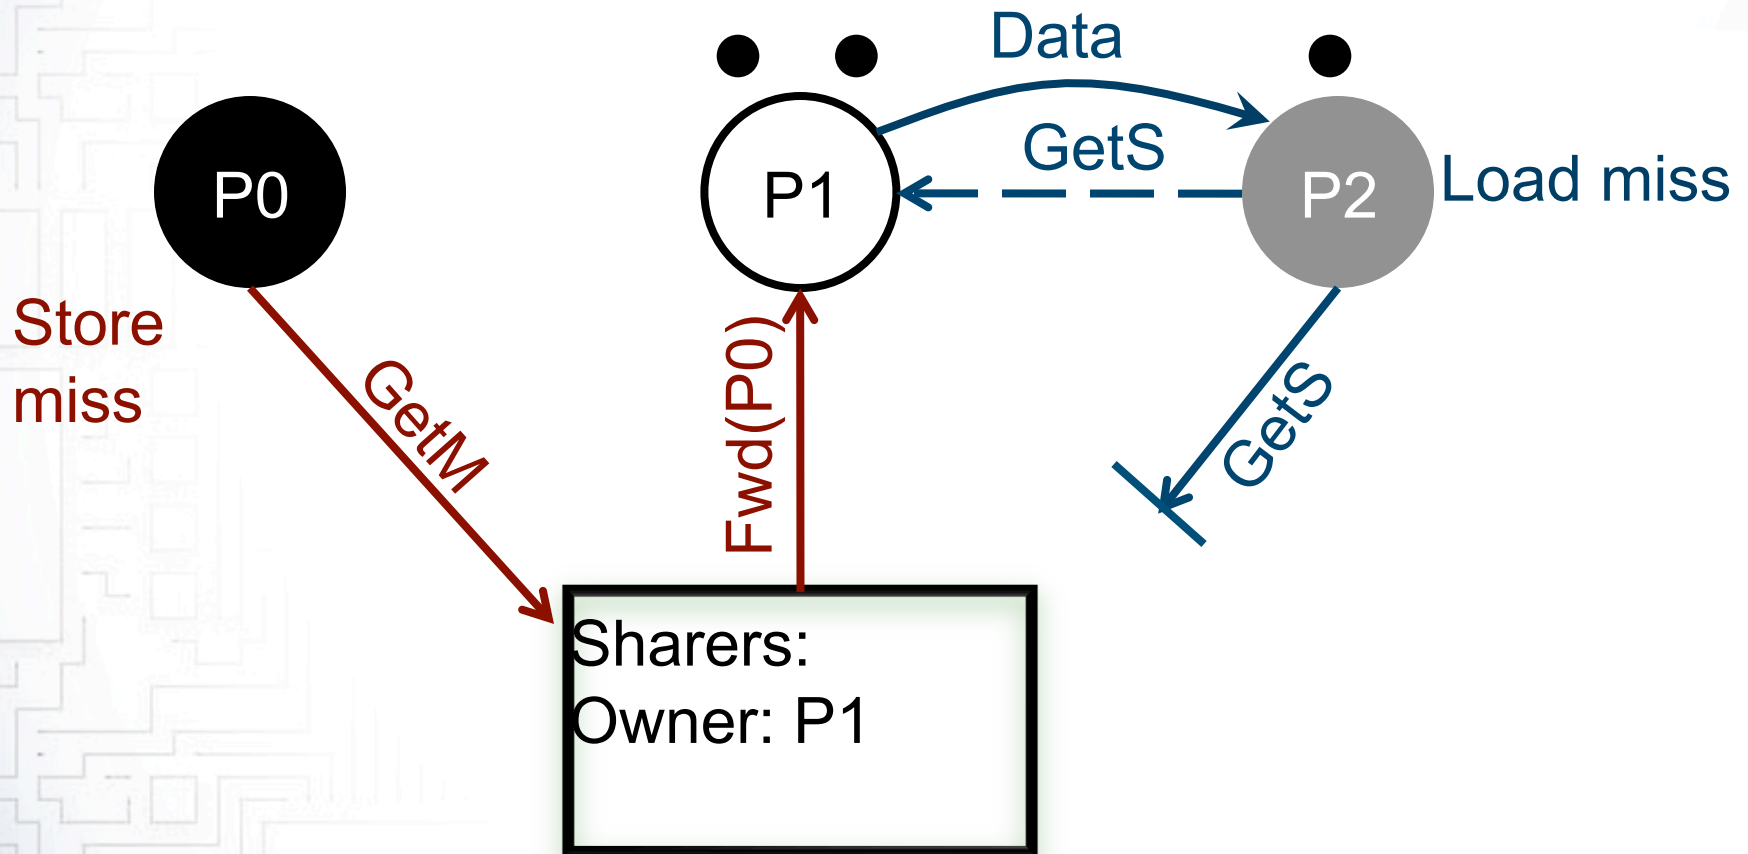 Data
GetS
P0
P1
P2
Load miss
Store
miss
GetM
Fwd(P0)
GetS
Sharers:
Owner: P1